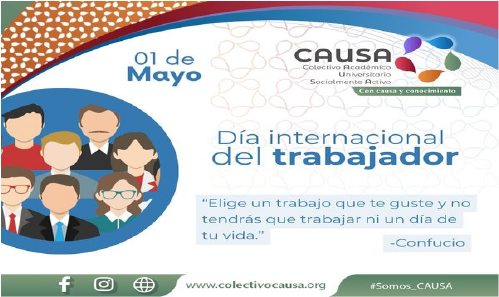 01 de
Mayo
CAUSA
Colectivo Académico
Universitario
Socialmente Activo
Con causa y conocimiento
Día internacional
del trabajador
“Elige un trabajo que te guste y no
tendrás que trabajar ni un día de
tu vida.”
-Confucio
www.colectivocausa.org
#Somos_CAUSA